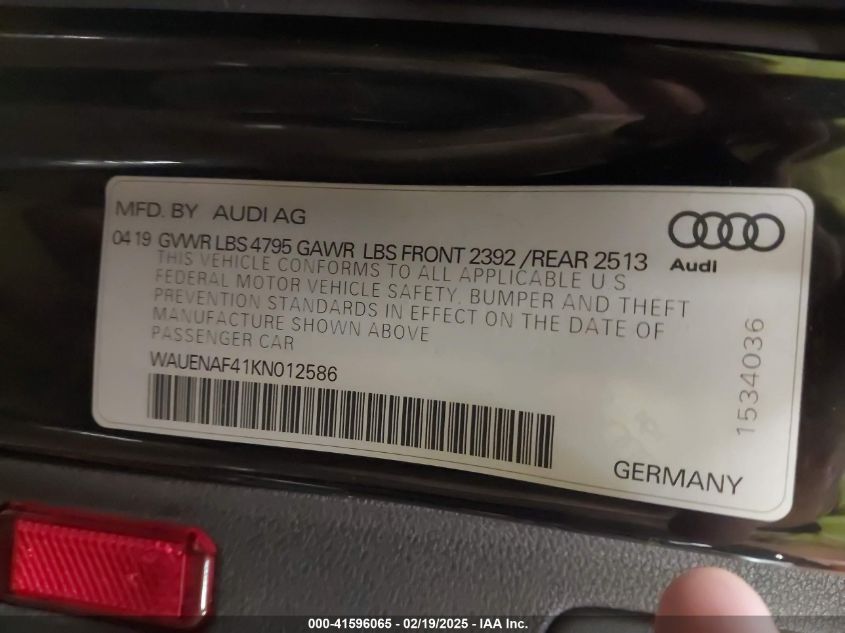 MFD. BY AUDI AG
04 19 GVWR LBS 4795 GAWR LBS FRONT 2392 /REAR 2513
THIS VEHICLE CONFORMS TO ALL APPLICABLE U S
FEDERAL MOTOR VEHICLE SAFETY, BUMPER AND THEFT
PREVENTION STANDARDS IN EFFECT ON THE DATE OF
MANUFACTURE SHOWN ABOVE
PASSENGER CAR
WAUENAF41KN012586
Audi
1534036
GERMANY
000-41596065 - 02/19/2025 - IAA Inc.